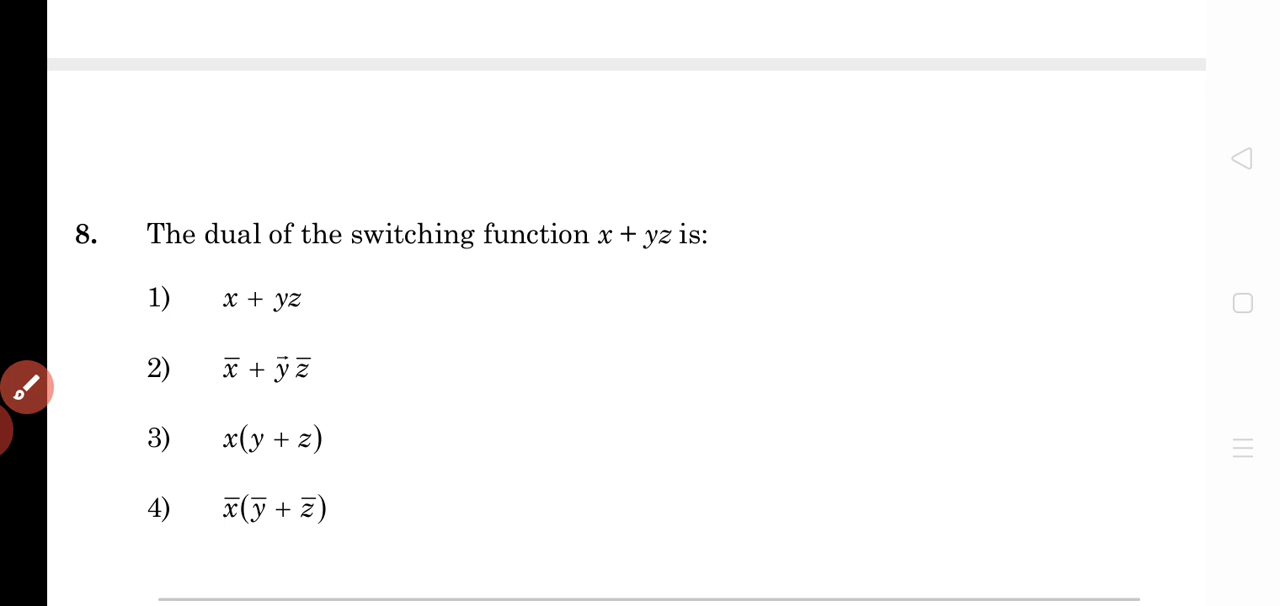 8. The dual of the switching function x + yz is:
1) x + yz
2) x̅ + y⃗ z̅
3) x(y + z)
4) x̅(y̅ + z̅)